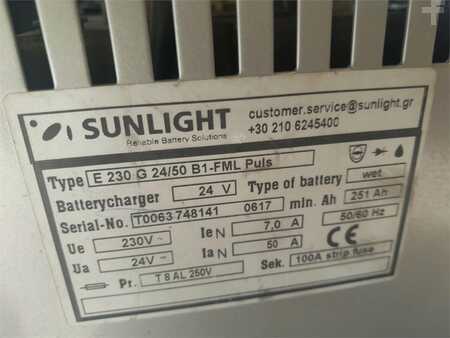 SUNLIGHT
Reliable Battery Solutions
customer.service@sunlight.gr
+30 210 6245400
Type E 230 G 24/50 B1-FML Puls
Batterycharger 24 V Type of battery wet
Serial-No. T0063 748141 0617 min. Ah 251 Ah
Ue 230V~ Ie N 7,0 A 50/60 Hz
Ua 24V- Ia N 50 A CE
Pr. T 8 AL 250V Sek. 100A strip fuse